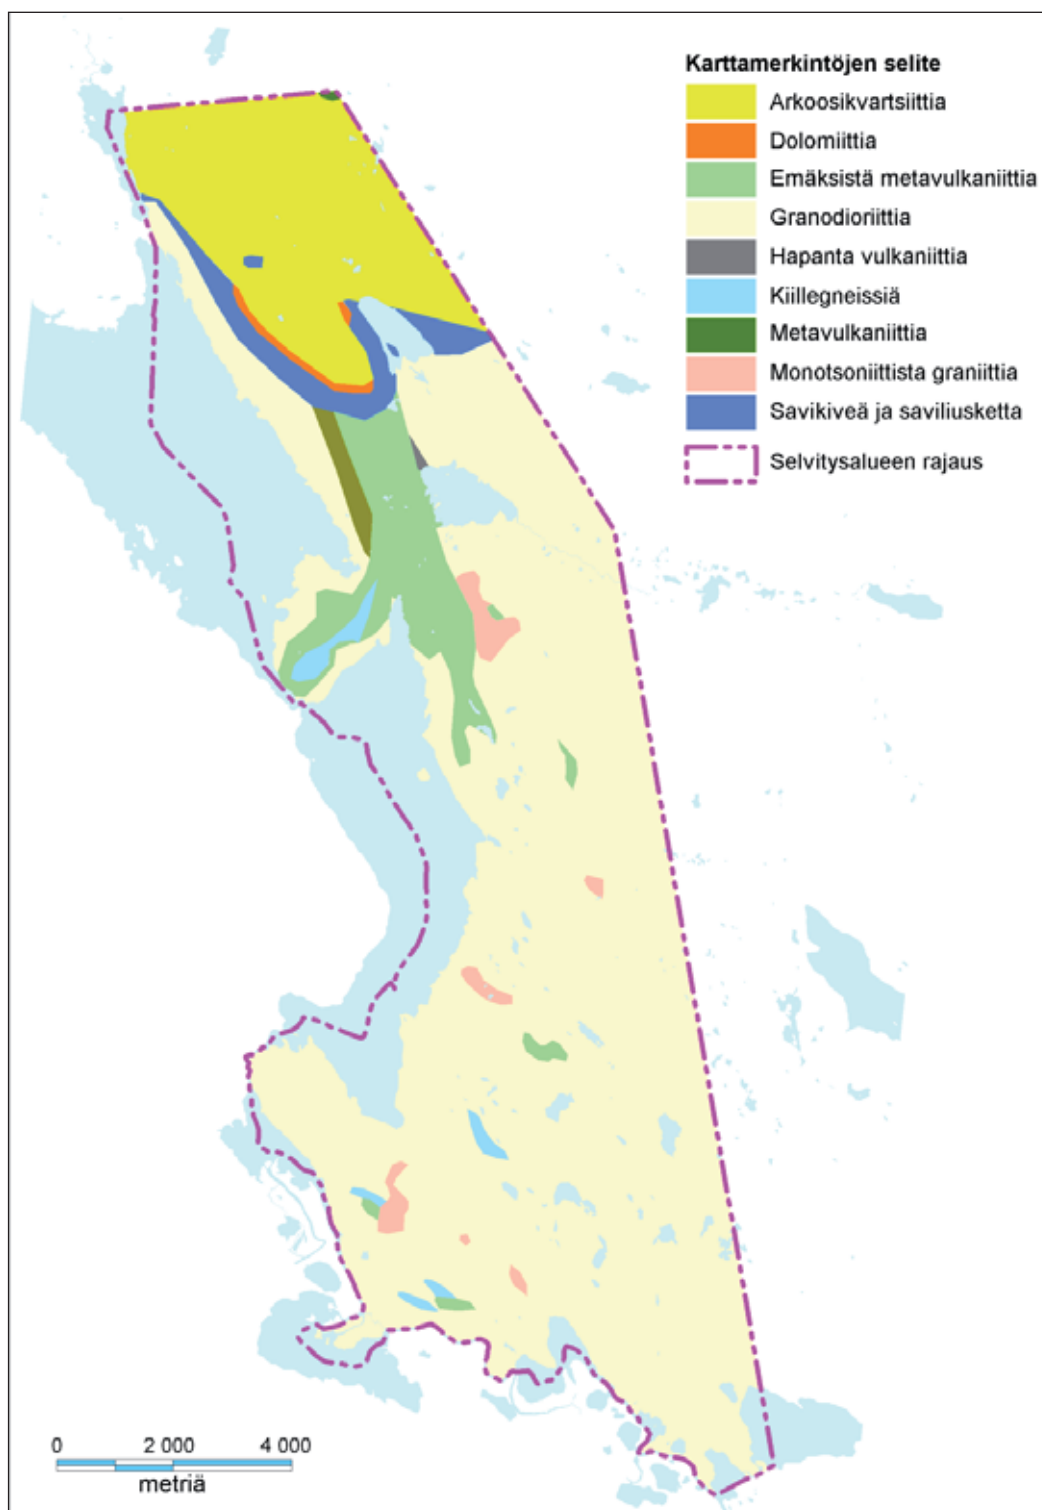 Karttamerkintöjen selite
Arkoosikvartsiittia
Dolomiittia
Emäksistä metavulkaniittia
Granodioriittia
Hapanta vulkaniittia
Kiillegneissiä
Metavulkaniittia
Monotsoniittista graniittia
Savikiveä ja saviliusketta
Selvitysalueen rajaus
0 2 000 4 000
metriä